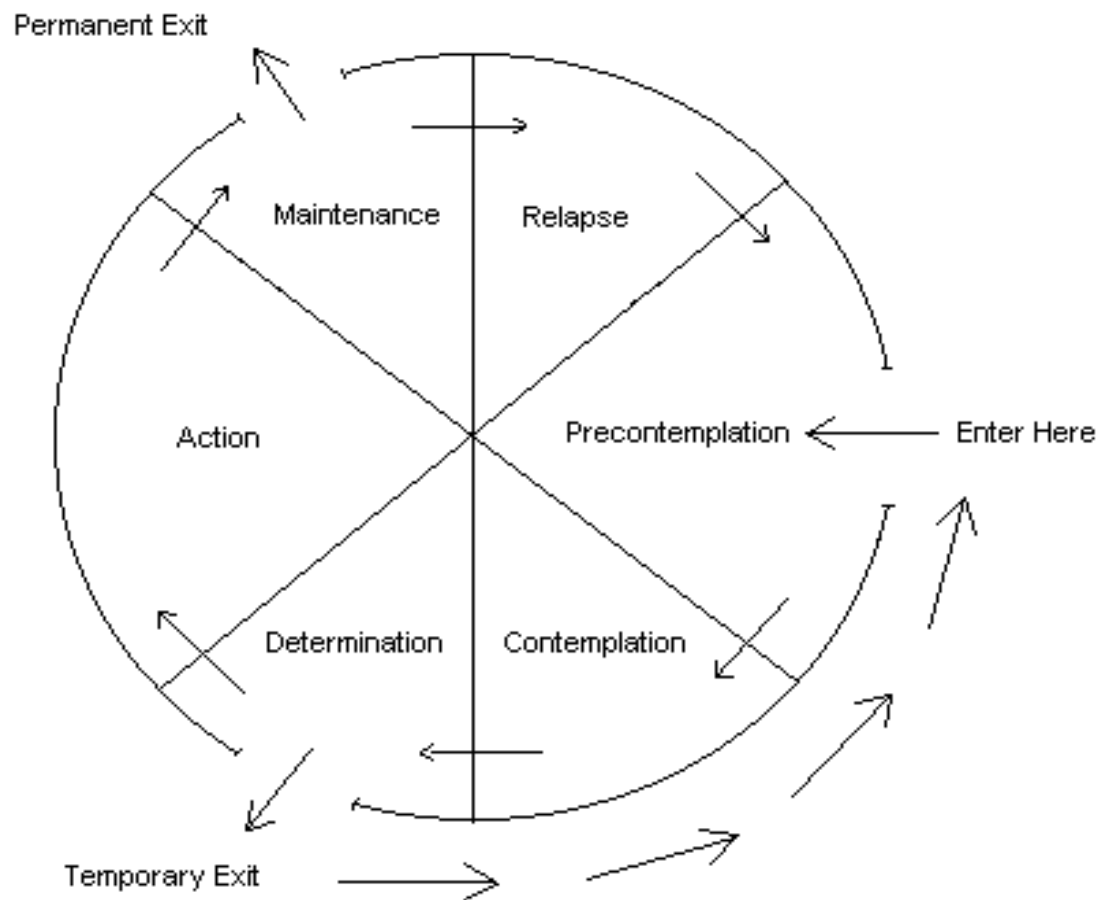 Permanent Exit
Maintenance
Relapse
Action
Precontemplation
Enter Here
Determination
Contemplation
Temporary Exit